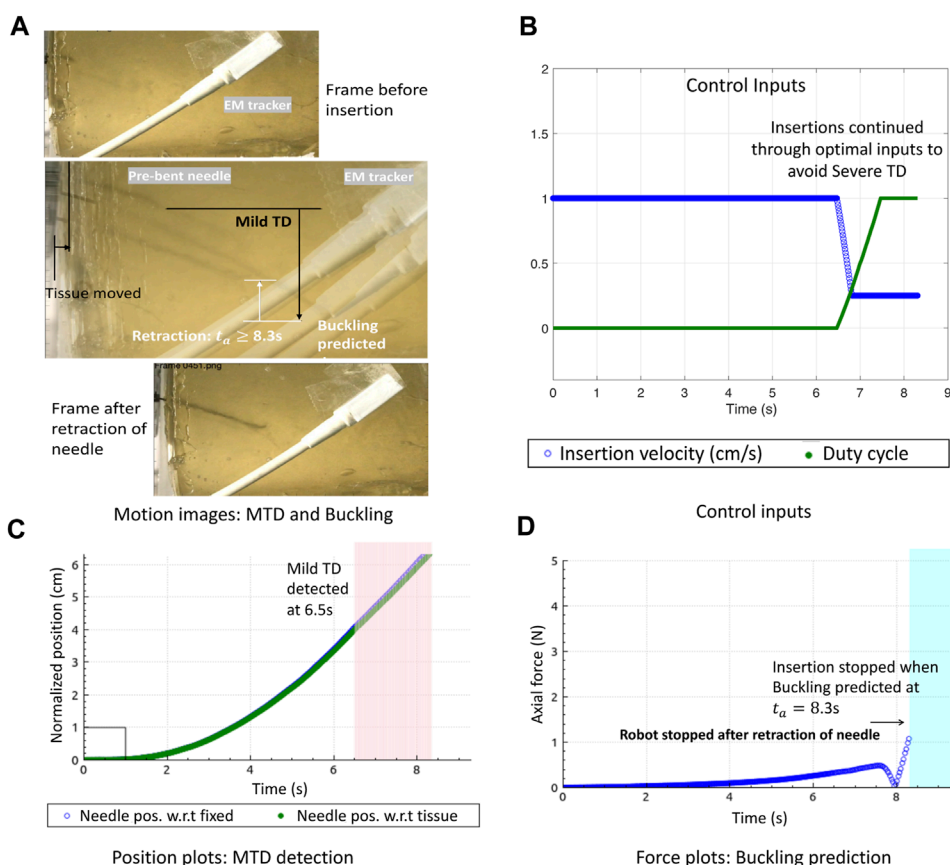 A
EM tracker
Frame before
insertion
Pre-bent needle
EM tracker
Mild TD
Tissue moved
Retraction: tₐ ≥ 8.3s
Buckling
predicted
Frame 0451.png
Frame after
retraction of
needle
Motion images: MTD and Buckling
B
2
1.5
1
0.5
0
Control Inputs
Insertions continued
through optimal inputs to
avoid Severe TD
0 1 2 3 4 5 6 7 8 9
Time (s)
Insertion velocity (cm/s) Duty cycle
Control inputs
C
Normalized position (cm)
6
5
4
3
2
1
0
Mild TD
detected
at 6.5s
0 2 4 6 8
Time (s)
Needle pos. w.r.t fixed Needle pos. w.r.t tissue
Position plots: MTD detection
D
Axial force (N)
5
4
3
2
1
0
Insertion stopped when
Buckling predicted at
tₐ = 8.3s
Robot stopped after retraction of needle
0 2 4 6 8
Time (s)
Force plots: Buckling prediction